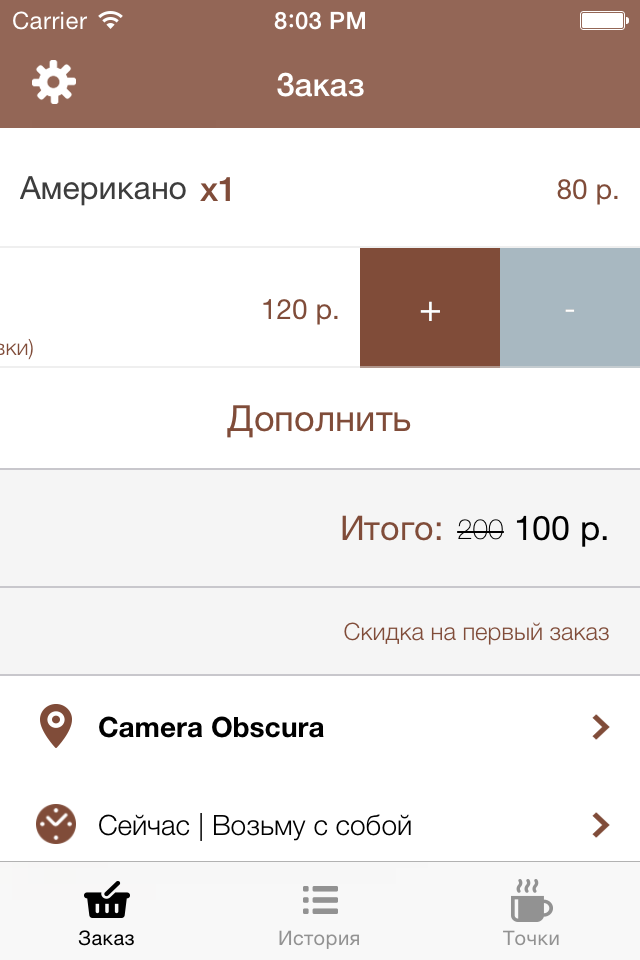 Carrier 8:03 PM
Заказ
Американо x1 80 р.
120 р. + -
вки)
Дополнить
Итого: 200 100 р.
Скидка на первый заказ
Camera Obscura
Сейчас | Возьму с собой
Заказ История Точки